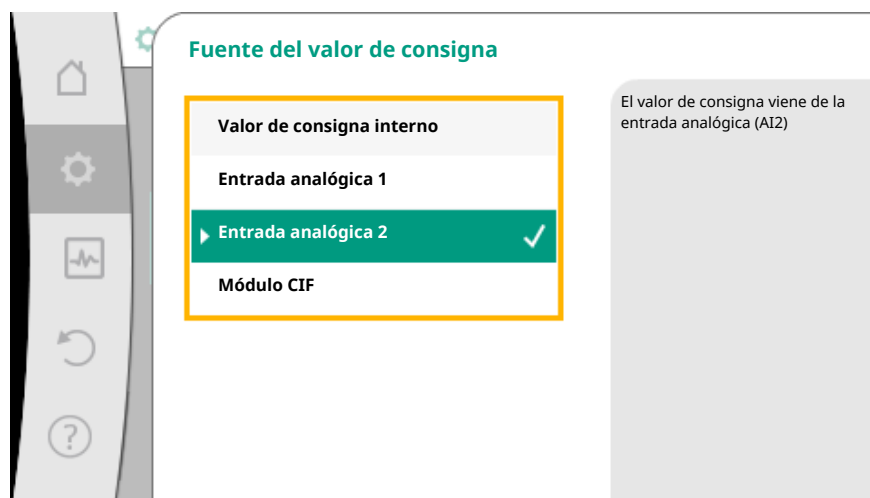 Fuente del valor de consigna
Valor de consigna interno
Entrada analógica 1
Entrada analógica 2
Módulo CIF
El valor de consigna viene de la
entrada analógica (AI2)
?